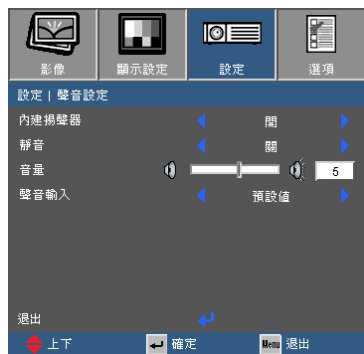 影像 顯示設定 設定 選項
設定 | 聲音設定
內建揚聲器 開
靜音 關
音量 5
聲音輸入 預設值
退出
上下 確定 Menu 退出